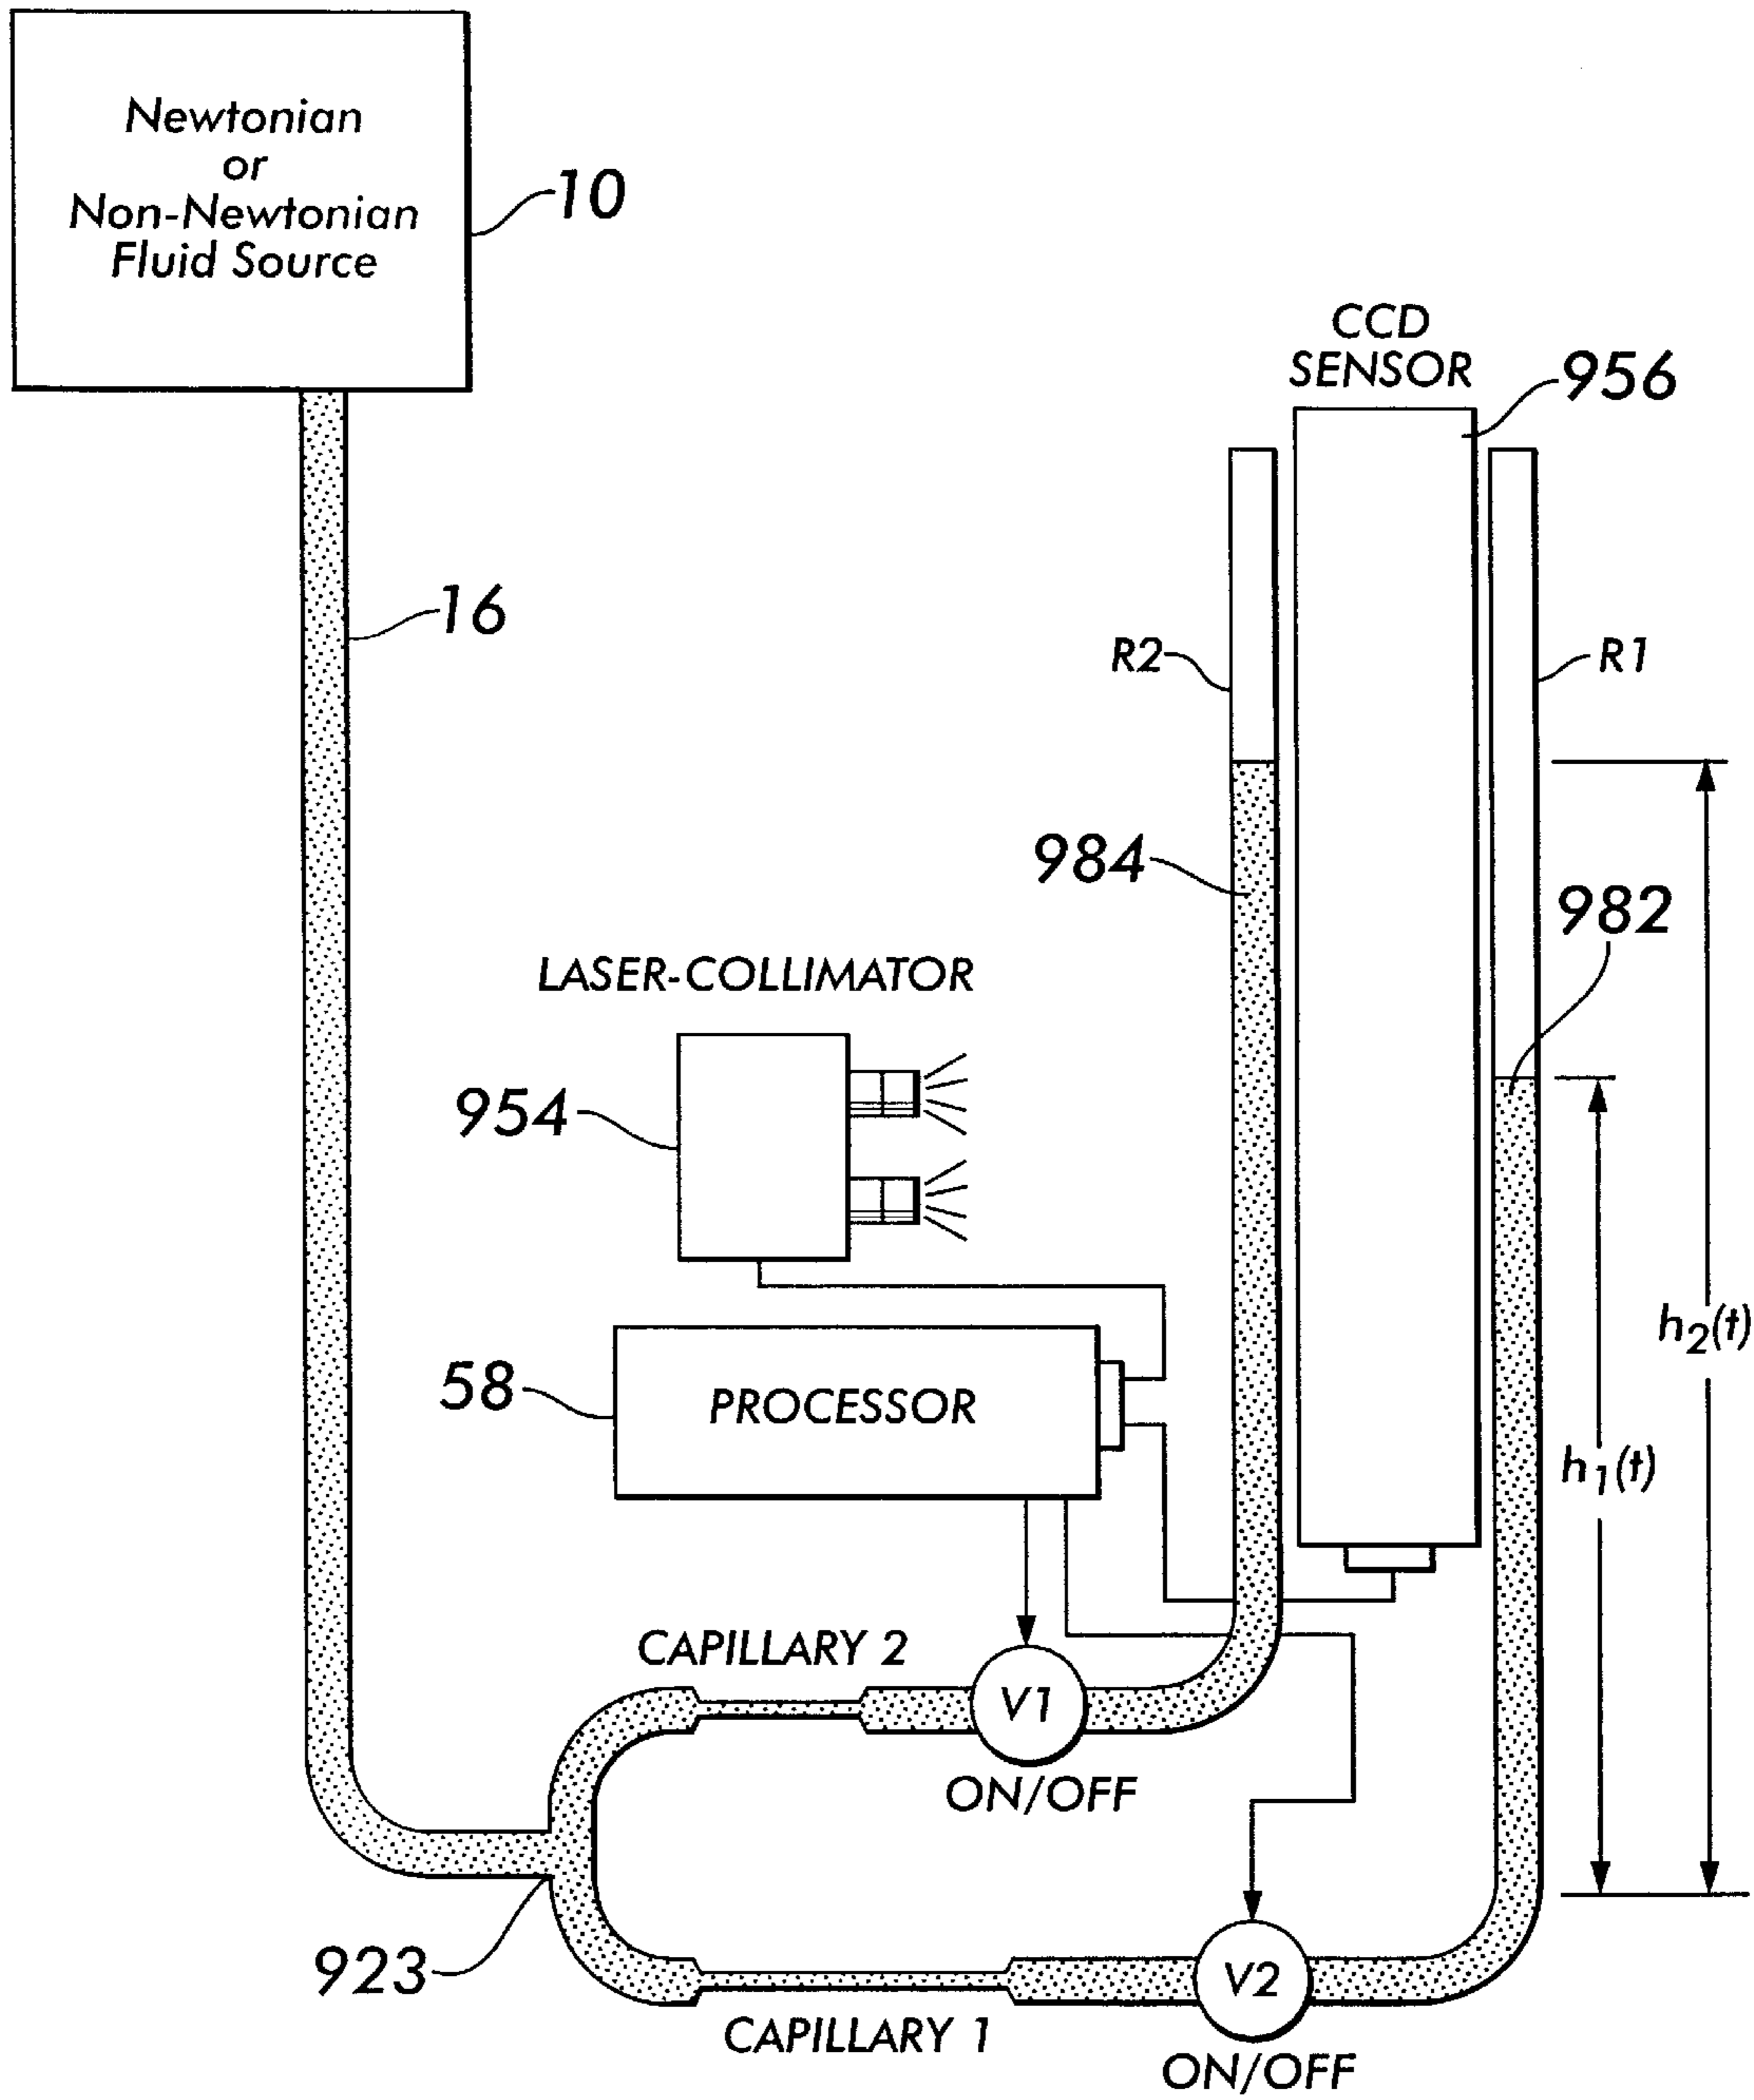 Newtonian
or
Non-Newtonian
Fluid Source
10
CCD
SENSOR
956
16
R2
R1
984
982
LASER-COLLIMATOR
954
h2(t)
58
PROCESSOR
h1(t)
CAPILLARY 2
V1
ON/OFF
923
V2
CAPILLARY 1
ON/OFF